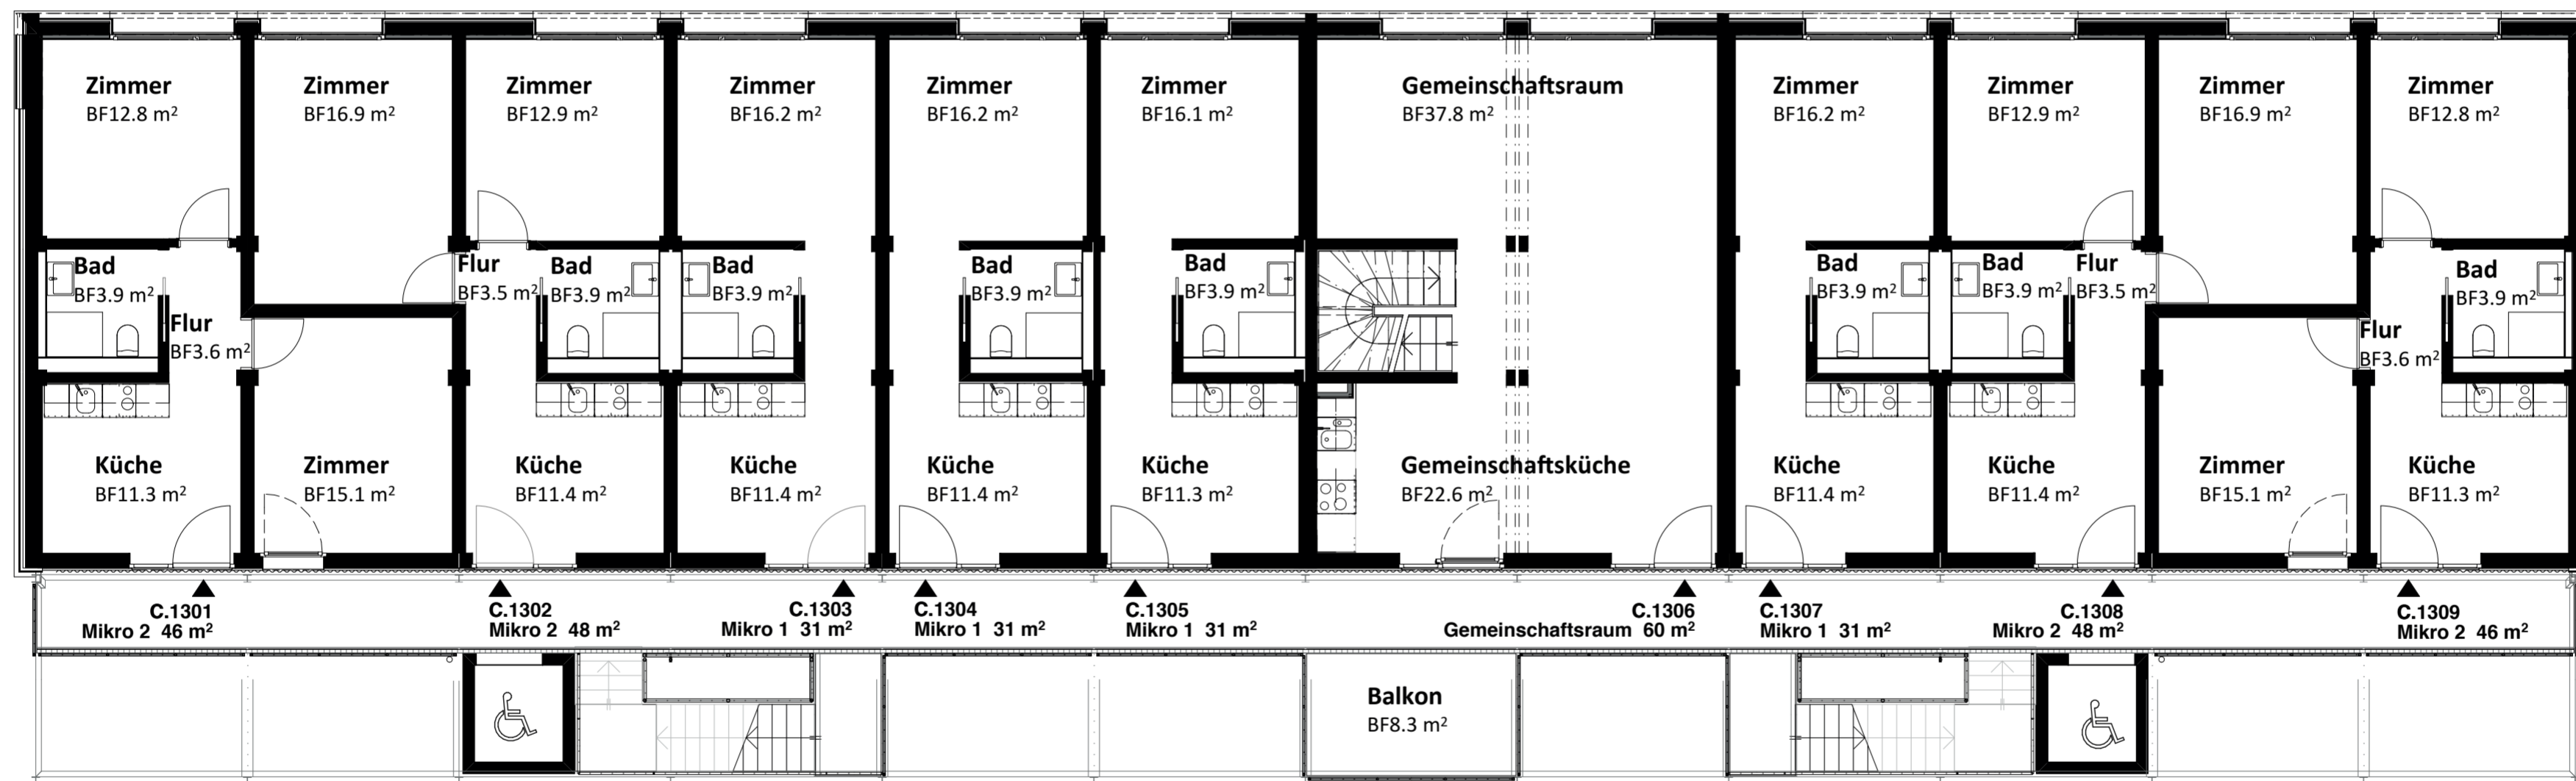 Zimmer
BF12.8 m²
Zimmer
BF16.9 m²
Zimmer
BF12.9 m²
Zimmer
BF16.2 m²
Zimmer
BF16.2 m²
Zimmer
BF16.1 m²
Gemeinschaftsraum
BF37.8 m²
Zimmer
BF16.2 m²
Zimmer
BF12.9 m²
Zimmer
BF16.9 m²
Zimmer
BF12.8 m²
Bad
BF3.9 m²
Flur
BF3.6 m²
Flur
BF3.5 m²
Bad
BF3.9 m²
Bad
BF3.9 m²
Bad
BF3.9 m²
Bad
BF3.9 m²
Bad
BF3.9 m²
Bad
BF3.9 m²
Flur
BF3.5 m²
Flur
BF3.6 m²
Bad
BF3.9 m²
Küche
BF11.3 m²
Zimmer
BF15.1 m²
Küche
BF11.4 m²
Küche
BF11.4 m²
Küche
BF11.4 m²
Küche
BF11.3 m²
Gemeinschaftsküche
BF22.6 m²
Küche
BF11.4 m²
Küche
BF11.4 m²
Zimmer
BF15.1 m²
Küche
BF11.3 m²
C.1301
Mikro 2 46 m²
C.1302
Mikro 2 48 m²
C.1303
Mikro 1 31 m²
C.1304
Mikro 1 31 m²
C.1305
Mikro 1 31 m²
C.1306
Gemeinschaftsraum 60 m²
C.1307
Mikro 1 31 m²
C.1308
Mikro 2 48 m²
C.1309
Mikro 2 46 m²
Balkon
BF8.3 m²